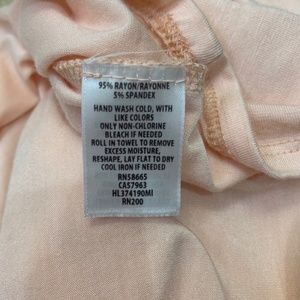 95% RAYON/RAYONNE
5% SPANDEX
HAND WASH COLD, WITH
LIKE COLORS
ONLY NON-CHLORINE
BLEACH IF NEEDED
ROLL IN TOWEL TO REMOVE
EXCESS MOISTURE,
RESHAPE, LAY FLAT TO DRY
COOL IRON IF NEEDED
RN58665
CA57963
HL374190MI
RN200